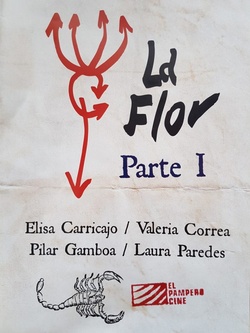 La
Flor
Parte I
Elisa Carricajo / Valeria Correa
Pilar Gamboa / Laura Paredes
EL
PAMPERO
CINE